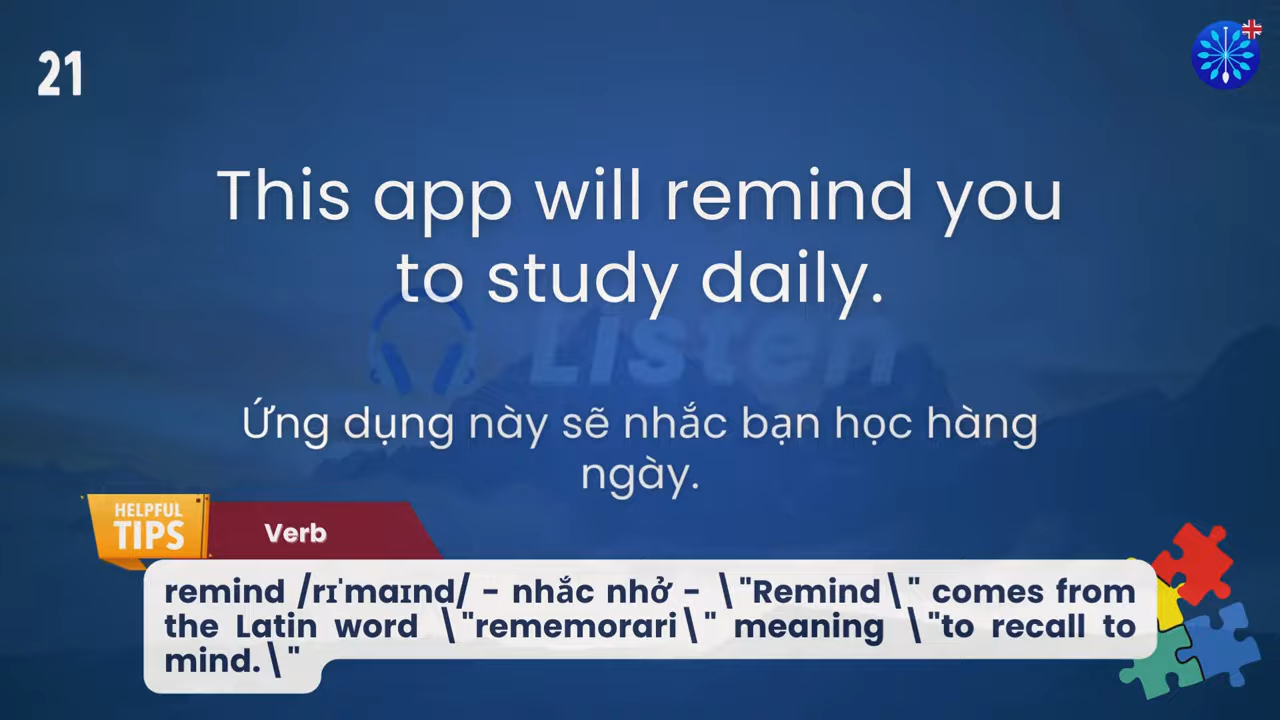 21
This app will remind you
to study daily.
Listen
Ứng dụng này sẽ nhắc bạn học hàng
ngày.
HELPFUL
TIPS
Verb
remind /rɪˈmaɪnd/ - nhắc nhở - \"Remind\" comes from
the Latin word \"rememorari\" meaning \"to recall to
mind.\"